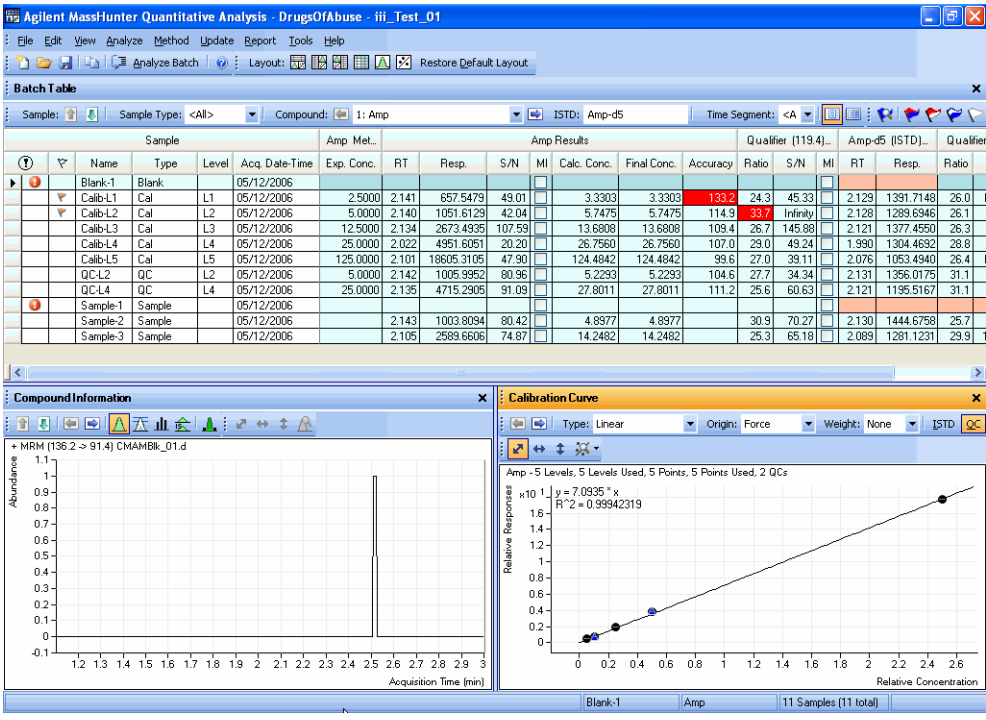 Agilent MassHunter Quantitative Analysis - DrugsOfAbuse - iii_Test_01
File Edit View Analyze Method Update Report Tools Help
Analyze Batch Layout: Restore Default Layout
Batch Table
Sample: Sample Type: <All> Compound: 1: Amp ISTD: Amp-d5 Time Segment: <A
Sample Amp Met... Amp Results Qualifier (119.4)... Amp-d5 (ISTD)... Qualifie
Name Type Level Acq. Date-Time Exp. Conc. RT Resp. S/N MI Calc. Conc. Final Conc. Accuracy Ratio S/N MI RT Resp. Ratio
Blank-1 Blank 05/12/2006
Calib-L1 Cal L1 05/12/2006 2.5000 2.141 657.5479 49.01 3.3303 3.3303 133.2 24.3 45.33 2.129 1391.7148 26.0
Calib-L2 Cal L2 05/12/2006 5.0000 2.140 1051.6129 42.04 5.7475 5.7475 114.9 33.7 Infinity 2.128 1289.6946 26.1
Calib-L3 Cal L3 05/12/2006 12.5000 2.134 2673.4935 107.59 13.6808 13.6808 109.4 26.7 145.88 2.121 1377.4550 26.3
Calib-L4 Cal L4 05/12/2006 25.0000 2.022 4951.6051 20.20 26.7560 26.7560 107.0 29.0 49.24 1.990 1304.4692 28.8
Calib-L5 Cal L5 05/12/2006 125.0000 2.101 18605.3105 47.90 124.4842 124.4842 99.6 27.0 39.11 2.076 1053.4940 26.4
QC-L2 QC L2 05/12/2006 5.0000 2.142 1005.9952 80.96 5.2293 5.2293 104.6 27.7 34.34 2.131 1356.0175 31.1
QC-L4 QC L4 05/12/2006 25.0000 2.135 4715.2905 91.09 27.8011 27.8011 111.2 25.6 60.63 2.121 1195.5167 31.1
Sample-1 Sample 05/12/2006
Sample-2 Sample 05/12/2006 2.143 1003.8094 80.42 4.8977 4.8977 30.9 70.27 2.130 1444.6758 25.7
Sample-3 Sample 05/12/2006 2.105 2589.6606 74.87 14.2482 14.2482 25.3 65.18 2.089 1281.1231 29.9
Compound Information
+ MRM (136.2 -> 91.4) CMAMBlk_01.d
Abundance
1.1
1
0.9
0.8
0.7
0.6
0.5
0.4
0.3
0.2
0.1
0
-0.1
1.2 1.3 1.4 1.5 1.6 1.7 1.8 1.9 2 2.1 2.2 2.3 2.4 2.5 2.6 2.7 2.8 2.9 3
Acquisition Time (min)
Calibration Curve
Type: Linear Origin: Force Weight: None ISTD QC
Amp - 5 Levels, 5 Levels Used, 5 Points, 5 Points Used, 2 QCs
Relative Responses
x10 1
y = 7.0935 * x
R^2 = 0.99942319
1.6
1.4
1.2
1
0.8
0.6
0.4
0.2
0
0 0.2 0.4 0.6 0.8 1 1.2 1.4 1.6 1.8 2 2.2 2.4 2.6
Relative Concentration
Blank-1 Amp 11 Samples (11 total)